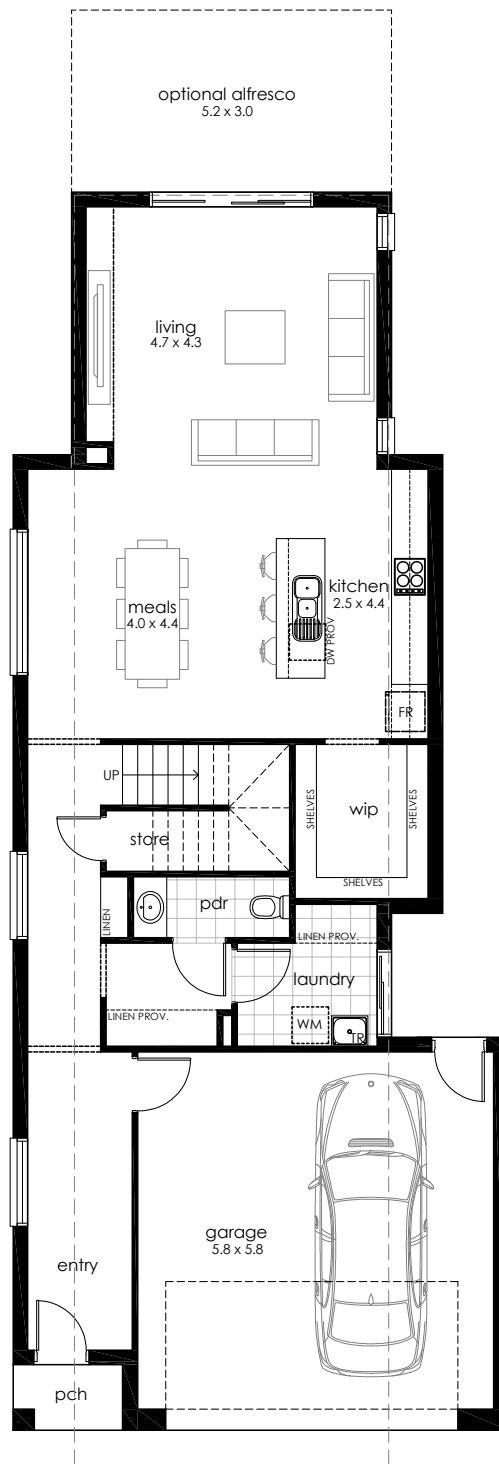 optional alfresco
5.2 x 3.0
living
4.7 x 4.3
meals
4.0 x 4.4
kitchen
2.5 x 4.4
DW PROV
FR
UP
store
SHELVES
wip
SHELVES
SHELVES
LINEN
pdr
LINEN PROV.
laundry
LINEN PROV.
WM
TR
garage
5.8 x 5.8
entry
pch